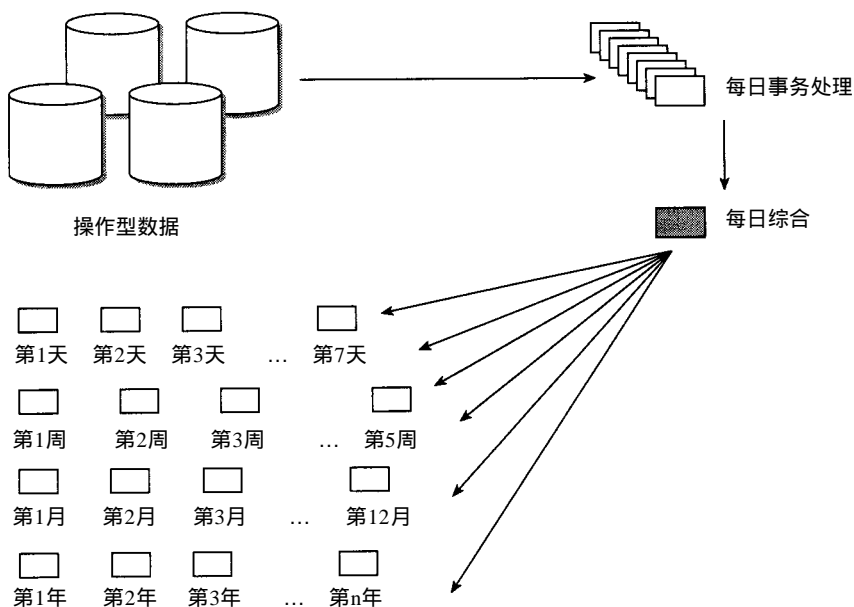 每日事务处理
操作型数据
每日综合
第1天 第2天 第3天 … 第7天
第1周 第2周 第3周 … 第5周
第1月 第2月 第3月 … 第12月
第1年 第2年 第3年 … 第n年